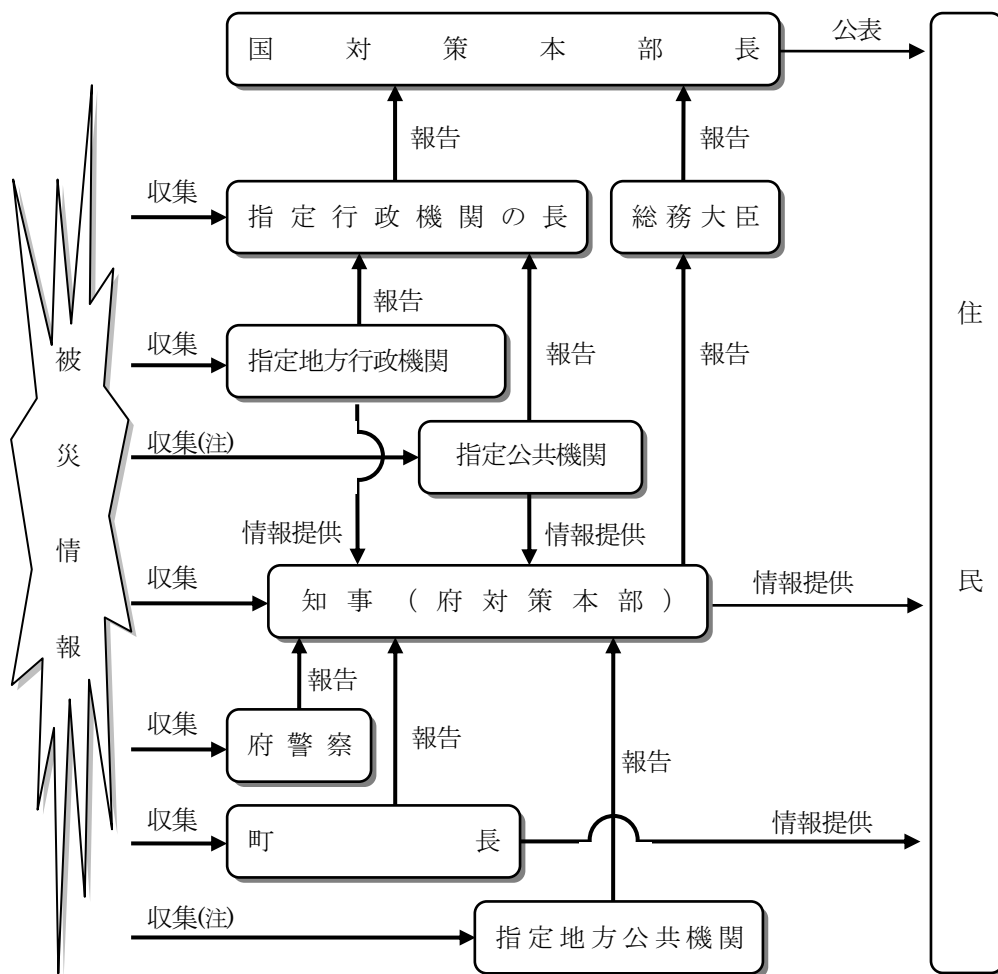 国対策本部長
公表
報告
報告
収集
指定行政機関の長
総務大臣
報告
収集
指定地方行政機関
報告
報告
収集(注)
指定公共機関
情報提供
情報提供
収集
知事(府対策本部)
情報提供
報告
収集
府警察
報告
報告
収集
町長
情報提供
収集(注)
指定地方公共機関
被災情報
住民